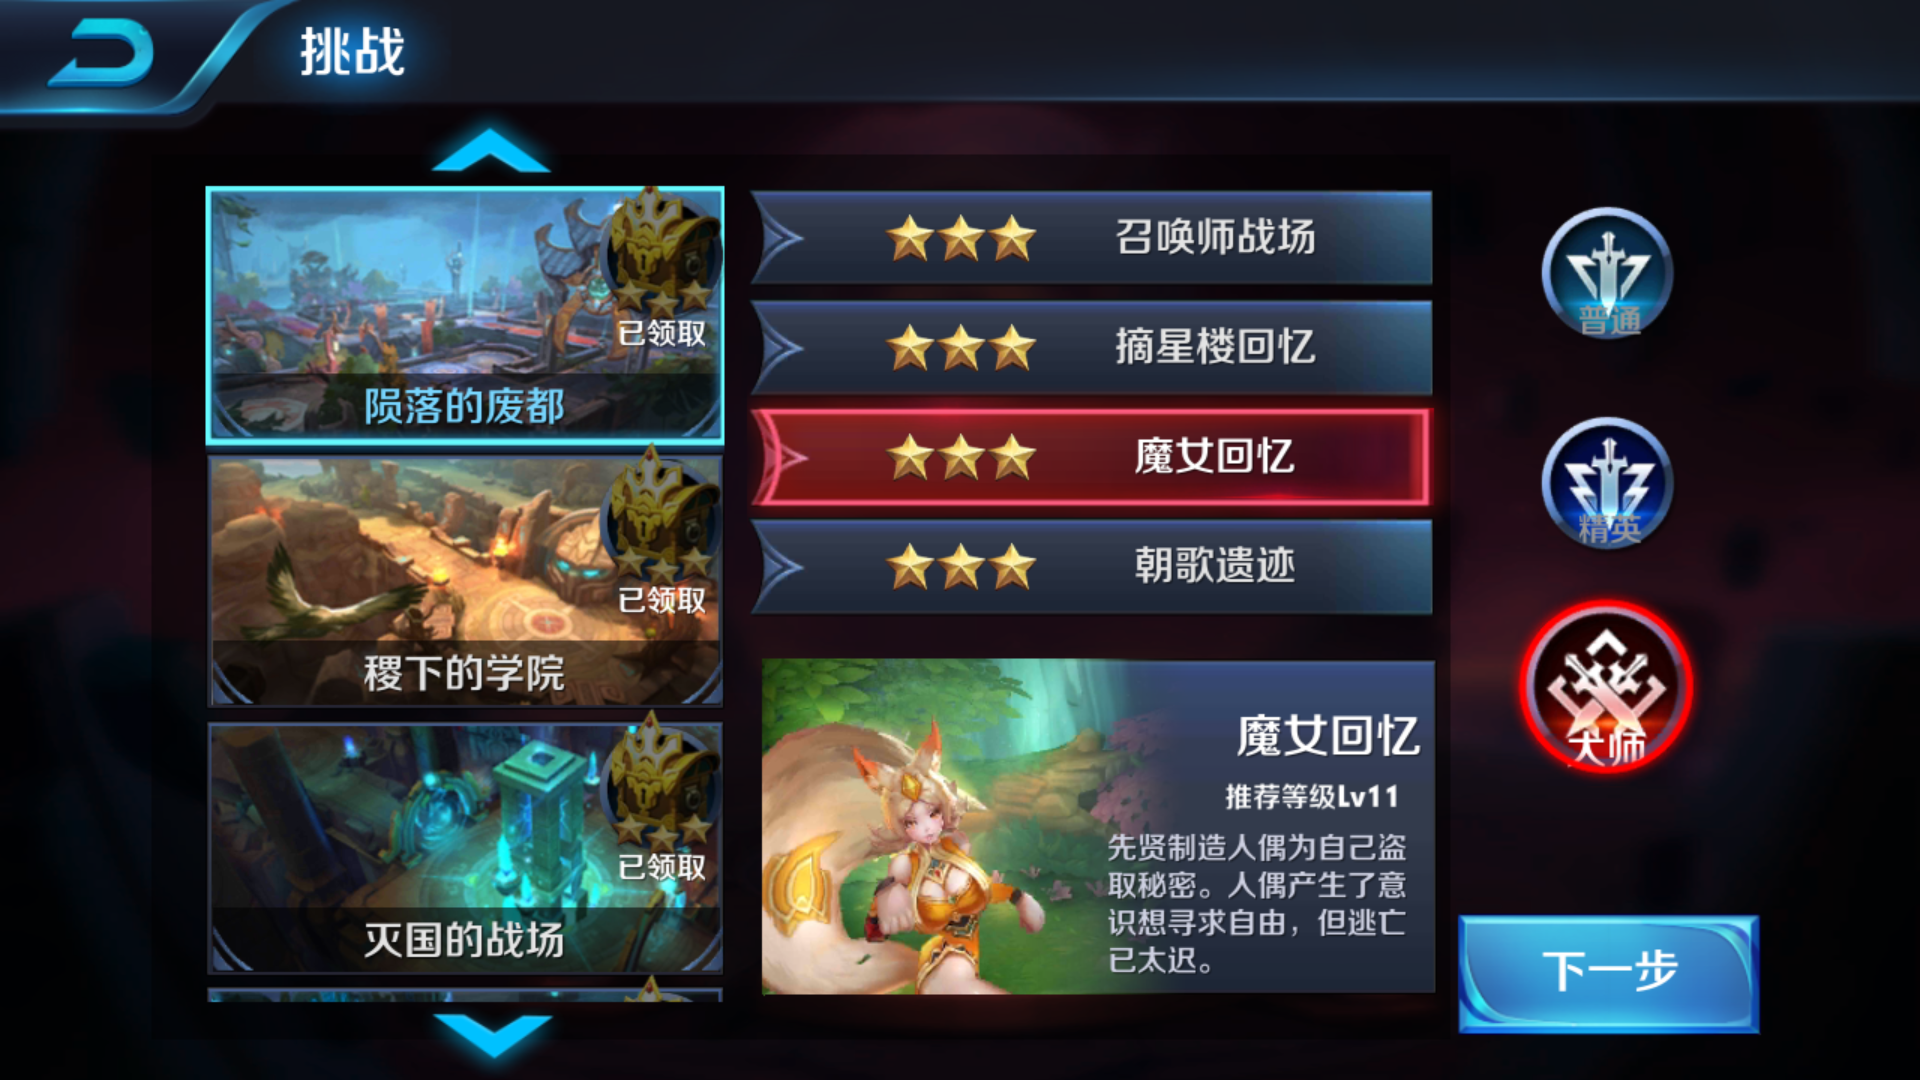 挑战
已领取
陨落的废都
已领取
稷下的学院
已领取
灭国的战场
召唤师战场
摘星楼回忆
魔女回忆
朝歌遗迹
魔女回忆
推荐等级Lv11
先贤制造人偶为自己盗
取秘密。人偶产生了意
识想寻求自由，但逃亡
已太迟。
普通
精英
大师
下一步